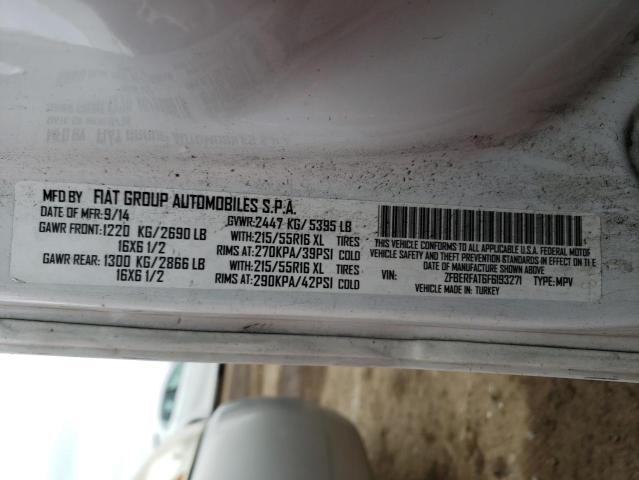 MFD BY FIAT GROUP AUTOMOBILES S.P.A.
DATE OF MFR: 9/14 GVWR: 2447 KG/ 5395 LB
GAWR FRONT: 1220 KG/2690 LB WITH: 215/55R16 XL TIRES
16X6 1/2 RIMS AT: 270KPA/39PSI COLD
GAWR REAR: 1300 KG/2866 LB WITH: 215/55R16 XL TIRES
16X6 1/2 RIMS AT: 290KPA/42PSI COLD
THIS VEHICLE CONFORMS TO ALL APPLICABLE U.S.A. FEDERAL MOTOR
VEHICLE SAFETY AND THEFT PREVENTION STANDARDS IN EFFECT ON THE
DATE OF MANUFACTURE SHOWN ABOVE
VIN: ZFBERFAT6F6193271 TYPE: MPV
VEHICLE MADE IN: TURKEY